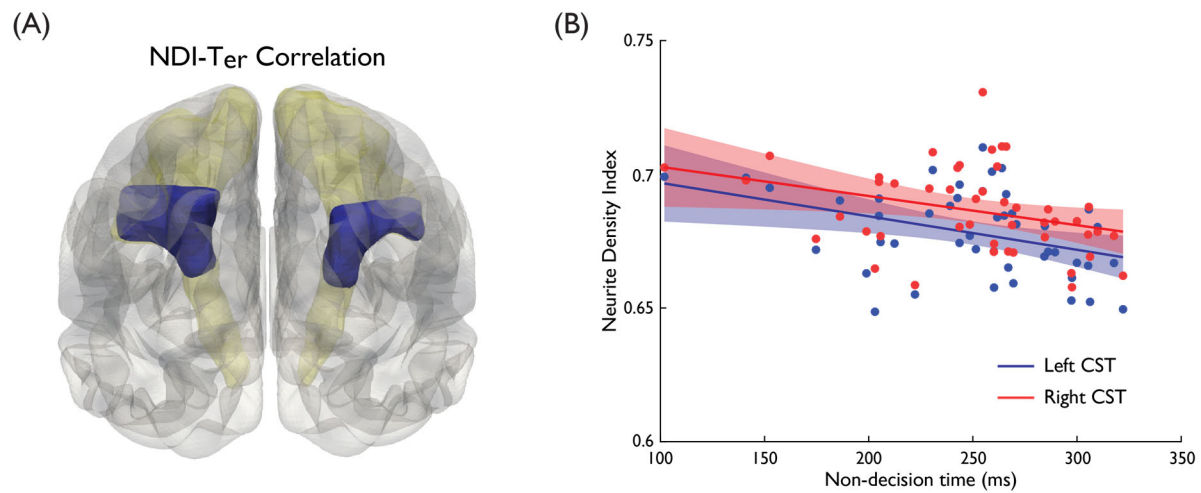 (A)
NDI-Ter Correlation
(B)
0.75
0.7
0.65
0.6
Neurite Density Index
Left CST
Right CST
100 150 200 250 300 350
Non-decision time (ms)